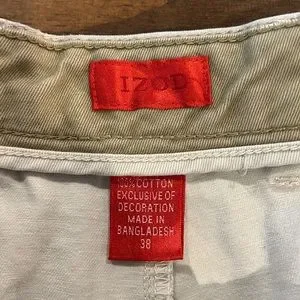 IZOD
100% COTTON
EXCLUSIVE OF
DECORATION
MADE IN
BANGLADESH
38